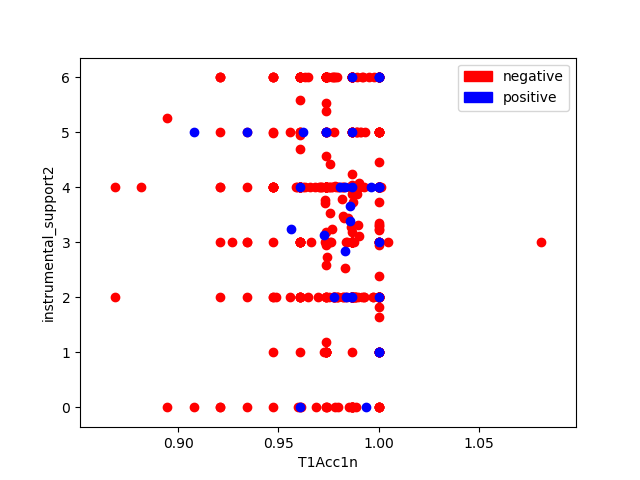 negative
positive
6
5
4
3
2
1
0
instrumental_support2
0.90
0.95
1.00
1.05
T1Acc1n